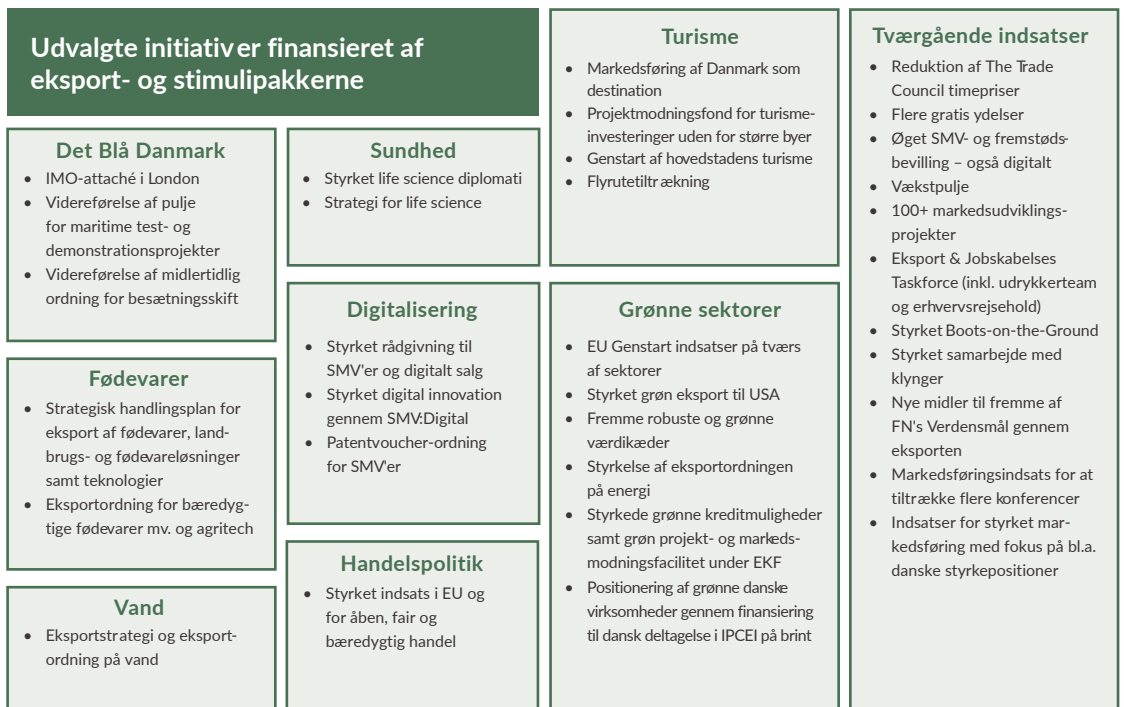 Udvalgte initiativer finansieret af
eksport- og stimulipakkerne
Det Blå Danmark
• IMO-attaché i London
• Videreførelse af pulje
for maritime test- og
demonstrationsprojekter
• Videreførelse af midlertidlig
ordning for besætningsskift
Fødevarer
• Strategisk handlingsplan for
eksport af fødevarer, land-
brugs- og fødevareløsninger
samt teknologier
• Eksportordning for bæredyg-
tige fødevarer mv. og agritech
Vand
• Eksportstrategi og eksport-
ordning på vand
Sundhed
• Styrket life science diplomati
• Strategi for life science
Digitalisering
• Styrket rådgivning til
SMV'er og digitalt salg
• Styrket digital innovation
gennem SMV:Digital
• Patentvoucher-ordning
for SMV'er
Handelspolitik
• Styrket indsats i EU og
for åben, fair og
bæredygtig handel
Turisme
• Markedsføring af Danmark som
destination
• Projektmodningsfond for turisme-
investeringer uden for større byer
• Genstart af hovedstadens turisme
• Flyrutetiltrækning
Grønne sektorer
• EU Genstart indsatser på tværs
af sektorer
• Styrket grøn eksport til USA
• Fremme robuste og grønne
værdikæder
• Styrkelse af eksportordningen
på energi
• Styrkede grønne kreditmuligheder
samt grøn projekt- og markeds-
modningsfacilitet under EKF
• Positionering af grønne danske
virksomheder gennem finansiering
til dansk deltagelse i IPCEI på brint
Tværgående indsatser
• Reduktion af The Trade
Council timepriser
• Flere gratis ydelser
• Øget SMV- og fremstøds-
bevilling – også digitalt
• Vækstpulje
• 100+ markedsudviklings-
projekter
• Eksport & Jobskabelses
Taskforce (inkl. udrykkerteam
og erhvervsrejsehold)
• Styrket Boots-on-the-Ground
• Styrket samarbejde med
klynger
• Nye midler til fremme af
FN's Verdensmål gennem
eksporten
• Markedsføringsindsats for at
tiltrække flere konferencer
• Indsatser for styrket mar-
kedsføring med fokus på bl.a.
danske styrkepositioner